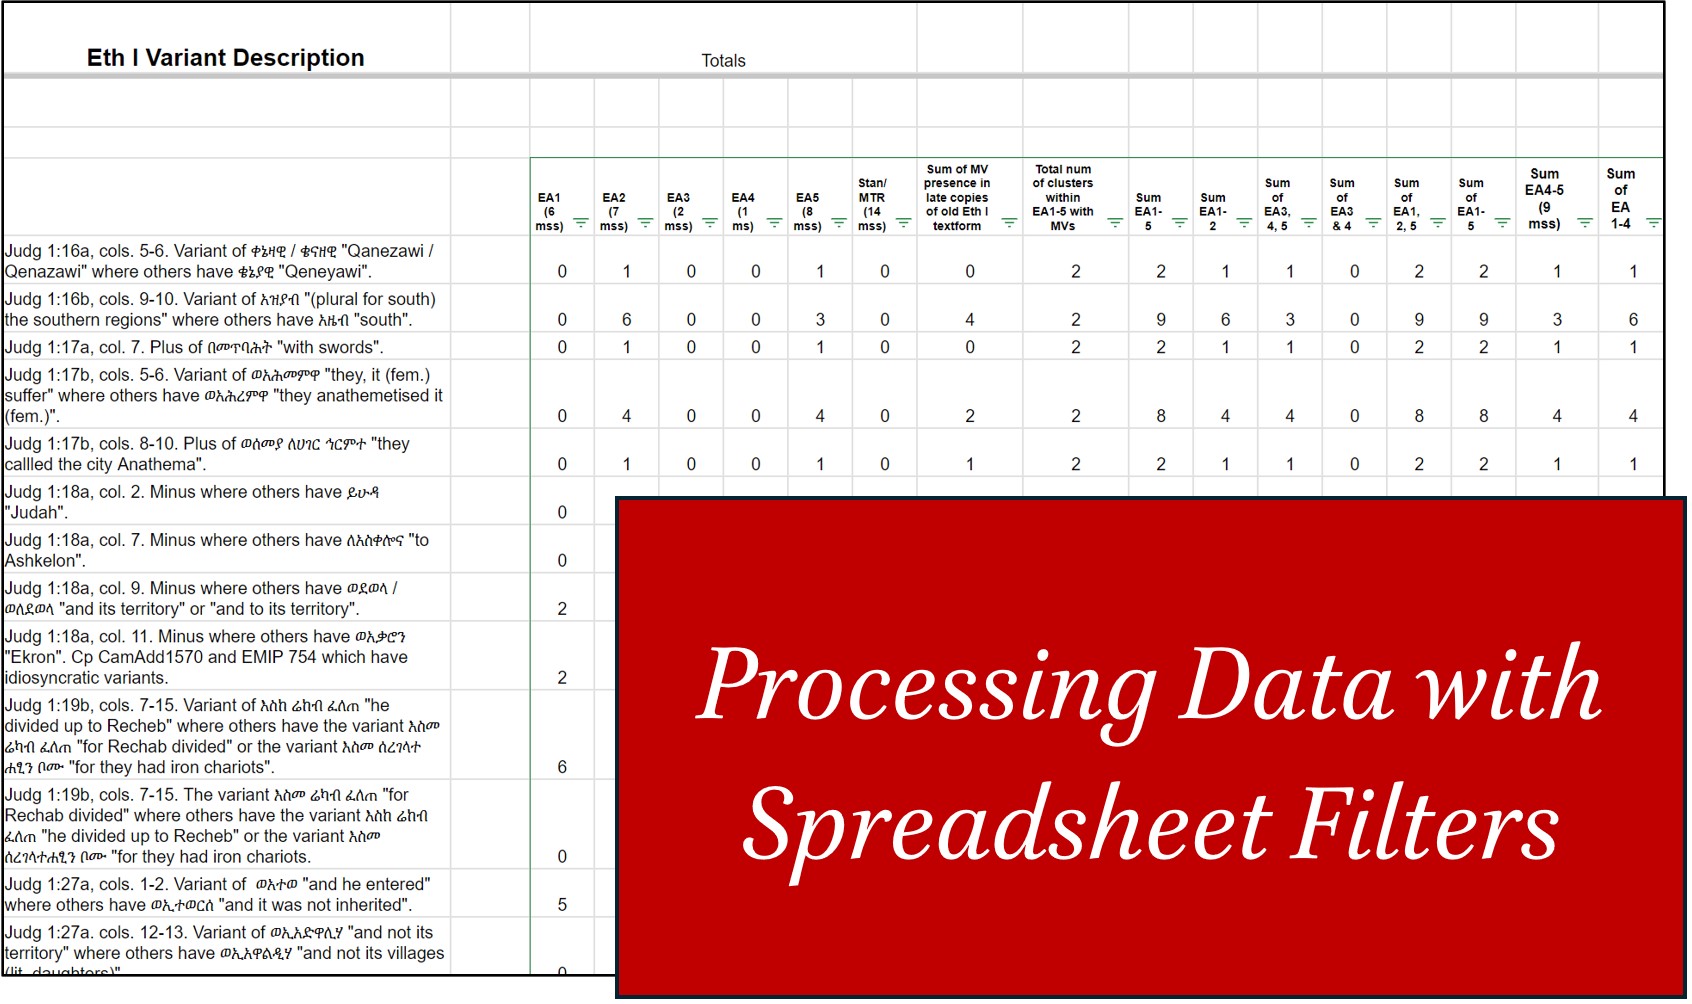 Eth I Variant Description
Totals
EA1 (6 mss)
EA2 (7 mss)
EA3 (2 mss)
EA4 (1 ms)
EA5 (8 mss)
Stan/ MTR (14 mss)
Sum of MV presence in late copies of old Eth I textform
Total num of clusters within EA1-5 with MVs
Sum EA1-5
Sum EA1-2
Sum of EA3, 4, 5
Sum of EA3 & 4
Sum of EA1, 2, 5
Sum of EA1-5
Sum EA4-5 (9 mss)
Sum of EA 1-4
Judg 1:16a, cols. 5-6. Variant of ቀኔዛዊ / ቄናዘዊ "Qanezawi /
Qenazawi" where others have ቄኔያዊ "Qeneyawi".
0 1 0 0 1 0 0 2 2 1 1 0 2 2 1 1
Judg 1:16b, cols. 9-10. Variant of አዝያብ "(plural for south)
the southern regions" where others have አዜብ "south".
0 6 0 0 3 0 4 2 9 6 3 0 9 9 3 6
Judg 1:17a, col. 7. Plus of በመጥባሕት "with swords".
0 1 0 0 1 0 0 2 2 1 1 0 2 2 1 1
Judg 1:17b, cols. 5-6. Variant of ወአሕመምዋ "they, it (fem.)
suffer" where others have ወአሕረምዋ "they anathemetised it
(fem.)".
0 4 0 0 4 0 2 2 8 4 4 0 8 8 4 4
Judg 1:17b, cols. 8-10. Plus of ወሰመያ ለሀገር ኅርምተ "they
callled the city Anathema".
0 1 0 0 1 0 1 2 2 1 1 0 2 2 1 1
Judg 1:18a, col. 2. Minus where others have ይሁዳ
"Judah".
0
Judg 1:18a, col. 7. Minus where others have ለአስቀሎና "to
Ashkelon".
0
Judg 1:18a, col. 9. Minus where others have ወደወላ /
ወለደወላ "and its territory" or "and to its territory".
2
Judg 1:18a, col. 11. Minus where others have ወአቃሮን
"Ekron". Cp CamAdd1570 and EMIP 754 which have
idiosyncratic variants.
2
Judg 1:19b, cols. 7-15. Variant of እስከ ሬከብ ፈለጠ "he
divided up to Recheb" where others have the variant እስመ
ሬካብ ፈለጠ "for Rechab divided" or the variant እስመ ሰረገላተ
ሐፂን ቦሙ "for they had iron chariots".
6
Judg 1:19b, cols. 7-15. The variant እስመ ሬካብ ፈለጠ "for
Rechab divided" where others have the variant እስከ ሬከብ
ፈለጠ "he divided up to Recheb" or the variant እስመ
ሰረገላተሐፂን ቦሙ "for they had iron chariots.
0
Judg 1:27a, cols. 1-2. Variant of ወአተወ "and he entered"
where others have ወኢተወርሰ "and it was not inherited".
5
Judg 1:27a. cols. 12-13. Variant of ወኢአድዋሊሃ "and not its
territory" where others have ወኢአዋልዲሃ "and not its villages
(lit. daughters)"
0
Processing Data with
Spreadsheet Filters